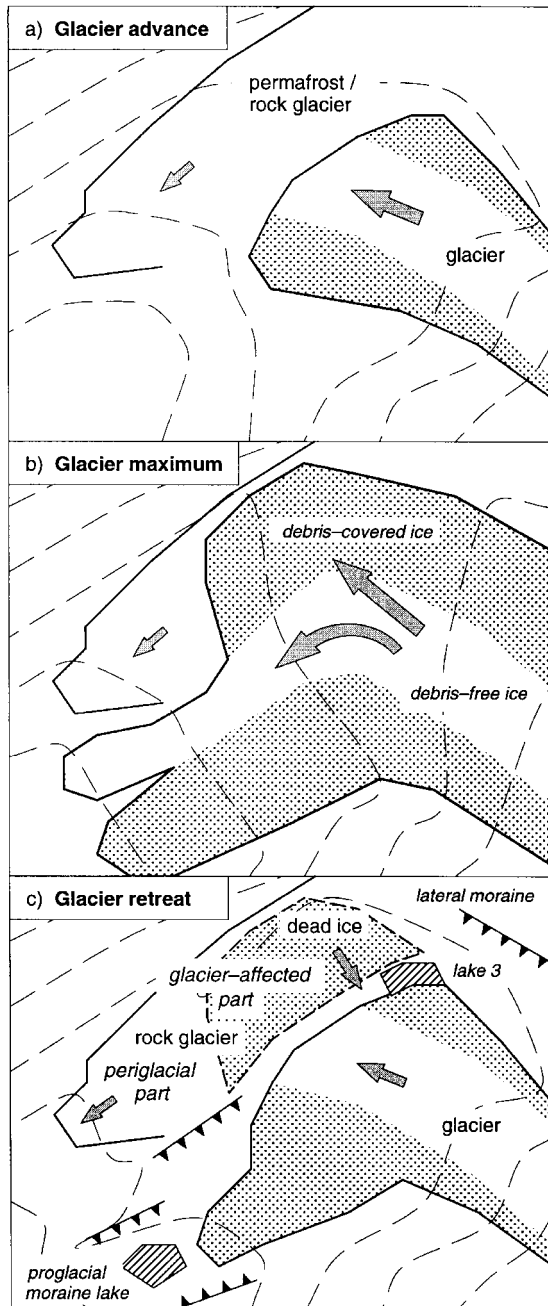 a) Glacier advance
permafrost /
rock glacier
glacier
b) Glacier maximum
debris–covered ice
debris–free ice
c) Glacier retreat
lateral moraine
dead ice
lake 3
glacier–affected
part
rock glacier
periglacial
part
glacier
proglacial
moraine lake